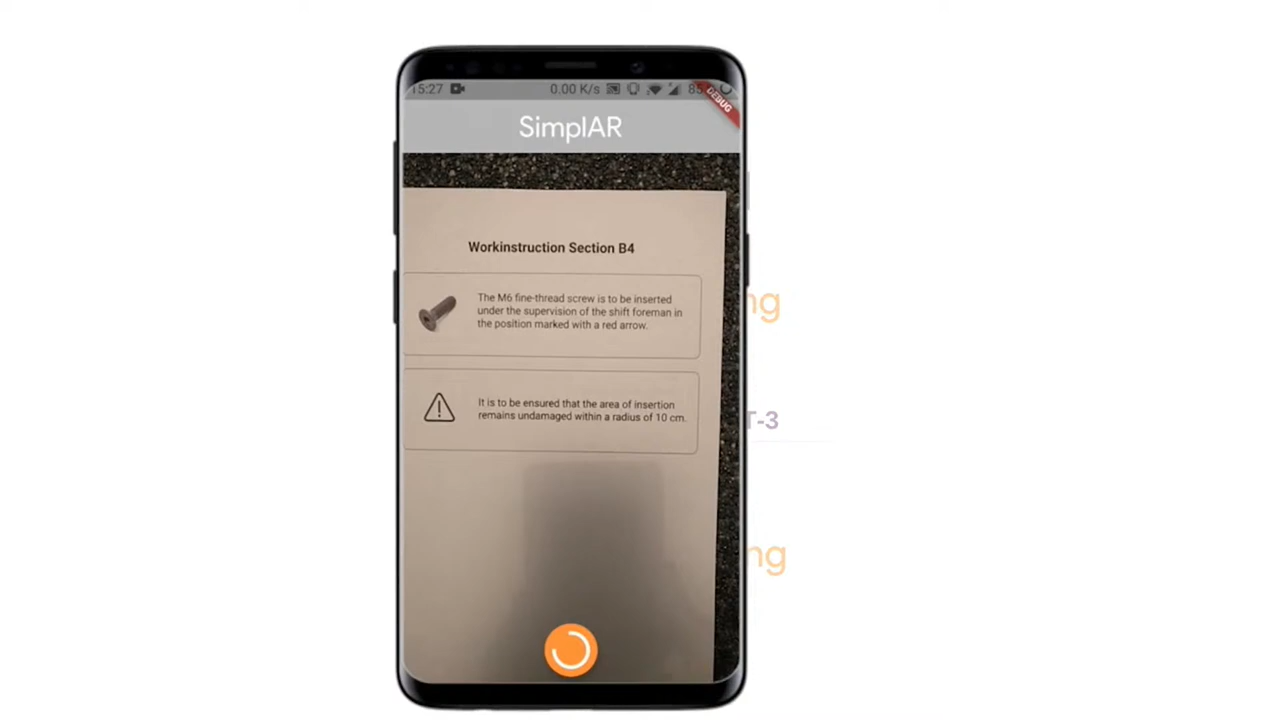 15:27 0.00 K/s
DEBUG
SimplAR
Workinstruction Section B4
The M6 fine-thread screw is to be inserted
under the supervision of the shift foreman in
the position marked with a red arrow.
It is to be ensured that the area of insertion
remains undamaged within a radius of 10 cm.
ng
T-3
ng